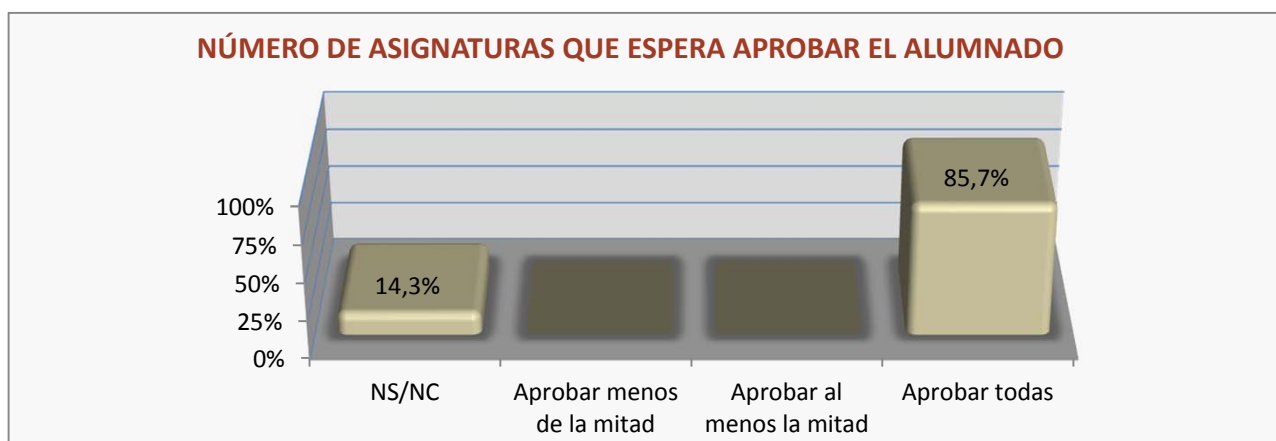 NÚMERO DE ASIGNATURAS QUE ESPERA APROBAR EL ALUMNADO
100%
75%
50%
25%
0%
14,3%
85,7%
NS/NC
Aprobar menos
de la mitad
Aprobar al
menos la mitad
Aprobar todas